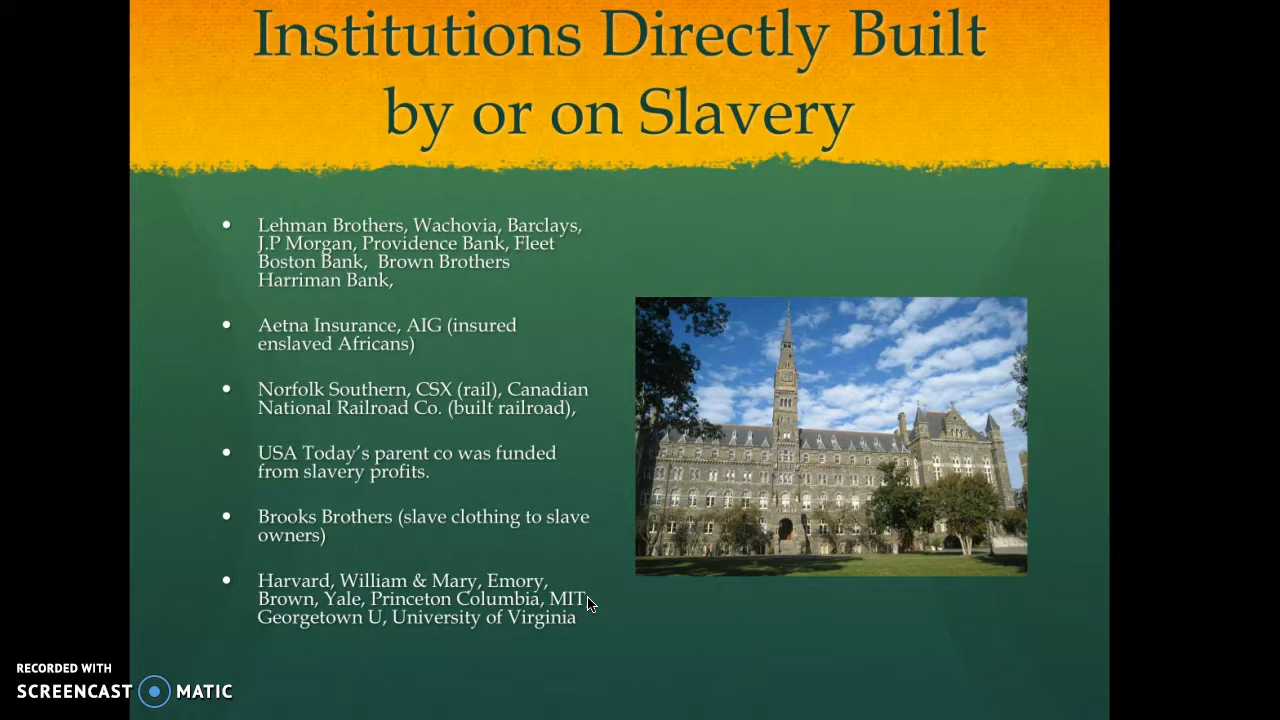 Institutions Directly Built
by or on Slavery
• Lehman Brothers, Wachovia, Barclays,
J.P Morgan, Providence Bank, Fleet
Boston Bank,  Brown Brothers
Harriman Bank,
• Aetna Insurance, AIG (insured
enslaved Africans)
• Norfolk Southern, CSX (rail), Canadian
National Railroad Co. (built railroad),
• USA Today's parent co was funded
from slavery profits.
• Brooks Brothers (slave clothing to slave
owners)
• Harvard, William & Mary, Emory,
Brown, Yale, Princeton Columbia, MIT,
Georgetown U, University of Virginia
RECORDED WITH
SCREENCAST MATIC